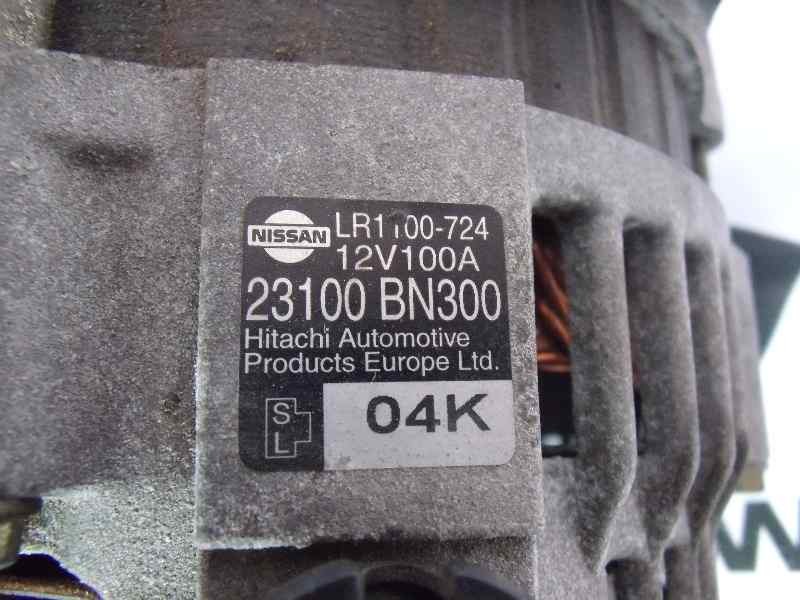 NISSAN
LR1100-724
12V100A
23100 BN300
Hitachi Automotive
Products Europe Ltd.
S
L
04K